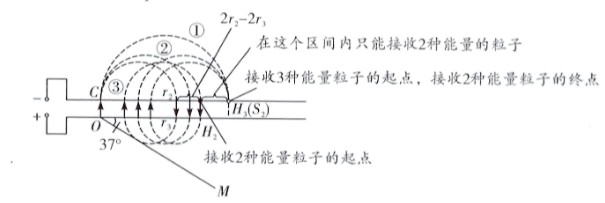 2r₂-2r₃
①
在这个区间内只能接收2种能量的粒子
②
接收3种能量粒子的起点，接收2种能量的终点
C
③
r₂
H₃(S₂)
−
+
O
r₃
H₂
37°
接收2种能量粒子的起点
M